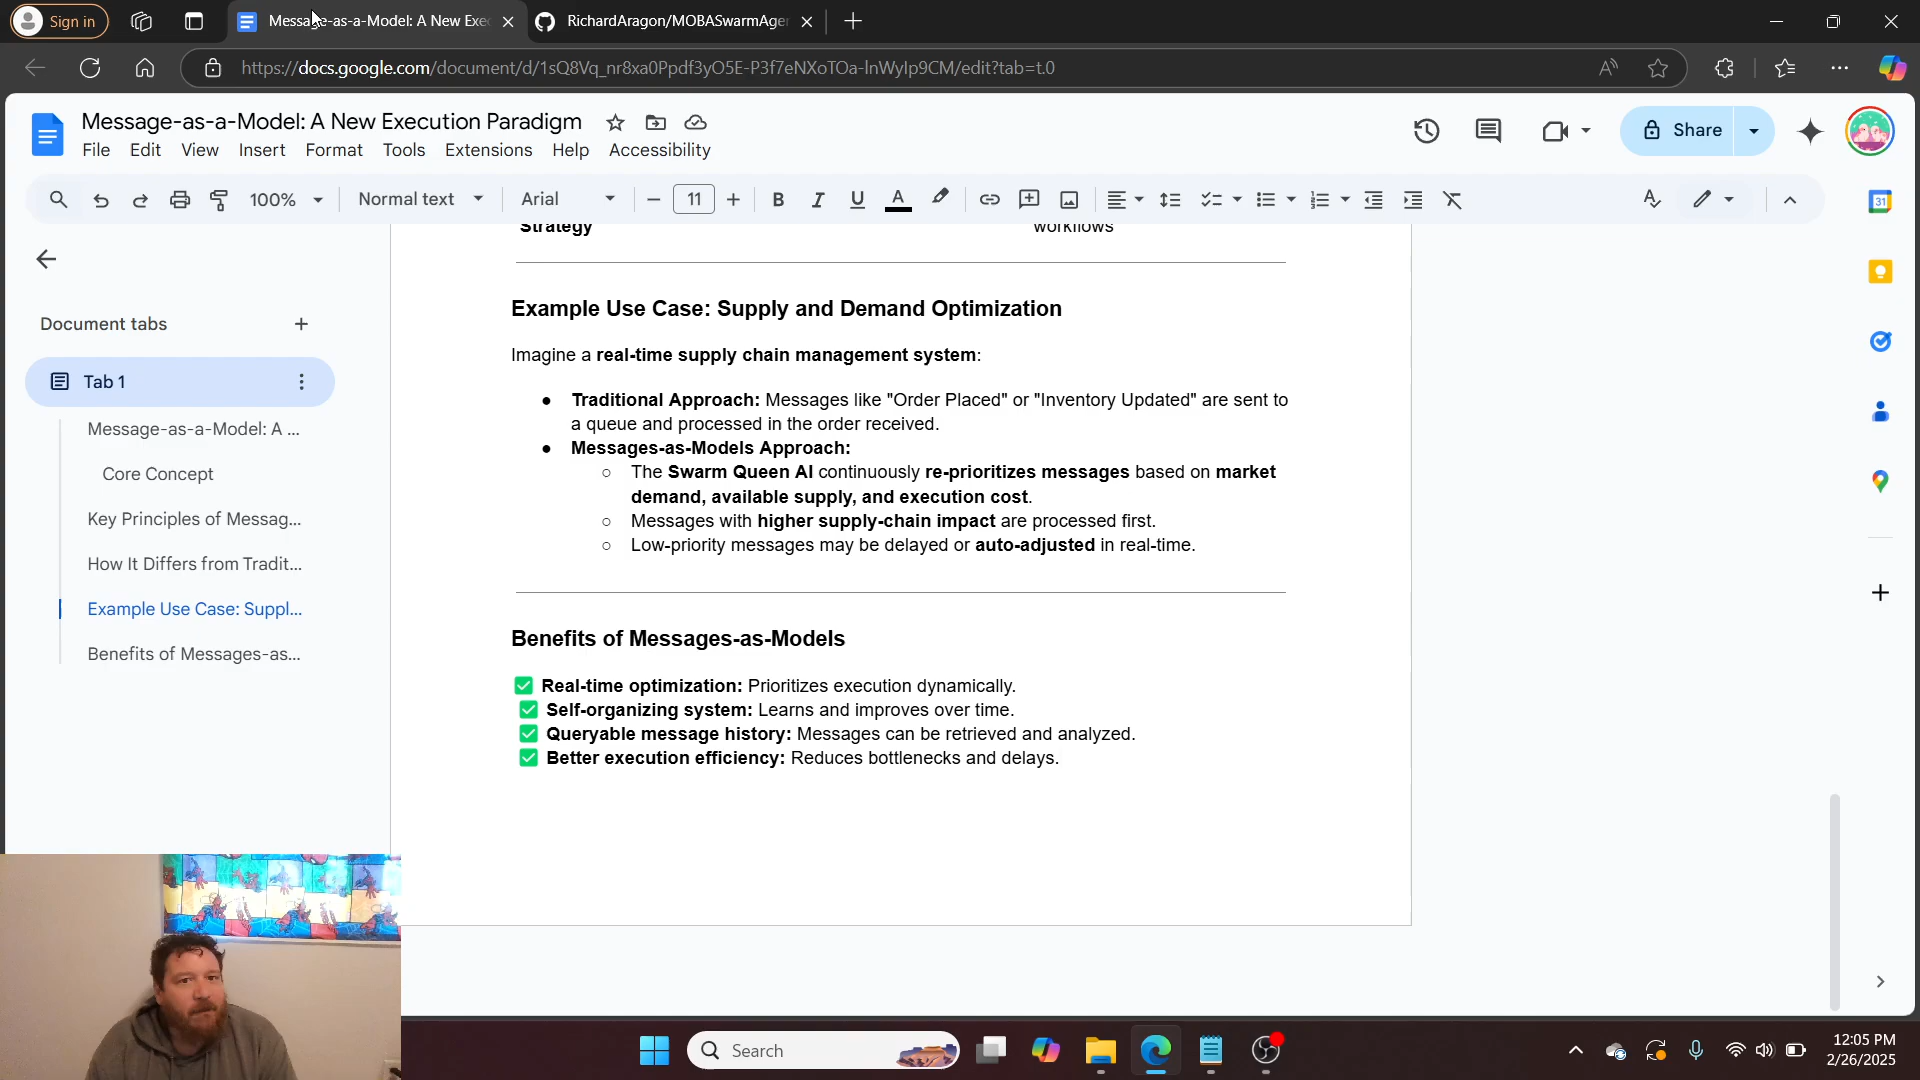 Sign in
Message-as-a-Model: A New Exec
RichardAragon/MOBASwarmAgen
https://docs.google.com/document/d/1sQ8Vq_nr8xa0Ppdf3yO5E-P3f7eNXoTOa-InWyIp9CM/edit?tab=t.0
Message-as-a-Model: A New Execution Paradigm
File Edit View Insert Format Tools Extensions Help Accessibility
Share
100% Normal text Arial 11
31
Document tabs
Tab 1
Message-as-a-Model: A ...
Core Concept
Key Principles of Messag...
How It Differs from Tradit...
Example Use Case: Suppl...
Benefits of Messages-as...
Strategy workflows
Example Use Case: Supply and Demand Optimization
Imagine a real-time supply chain management system:
● Traditional Approach: Messages like "Order Placed" or "Inventory Updated" are sent to
a queue and processed in the order received.
● Messages-as-Models Approach:
○ The Swarm Queen AI continuously re-prioritizes messages based on market
demand, available supply, and execution cost.
○ Messages with higher supply-chain impact are processed first.
○ Low-priority messages may be delayed or auto-adjusted in real-time.
Benefits of Messages-as-Models
✅ Real-time optimization: Prioritizes execution dynamically.
✅ Self-organizing system: Learns and improves over time.
✅ Queryable message history: Messages can be retrieved and analyzed.
✅ Better execution efficiency: Reduces bottlenecks and delays.
Search
12:05 PM
2/26/2025